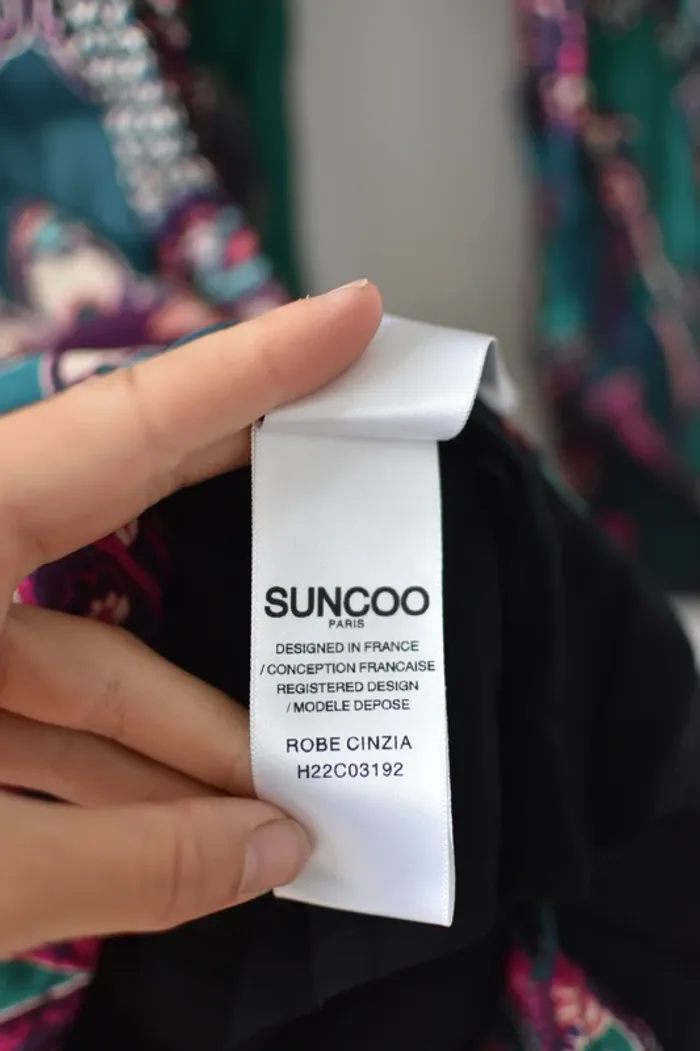 SUNCOO
PARIS
DESIGNED IN FRANCE
/ CONCEPTION FRANCAISE
REGISTERED DESIGN
/ MODELE DEPOSE
ROBE CINZIA
H22C03192